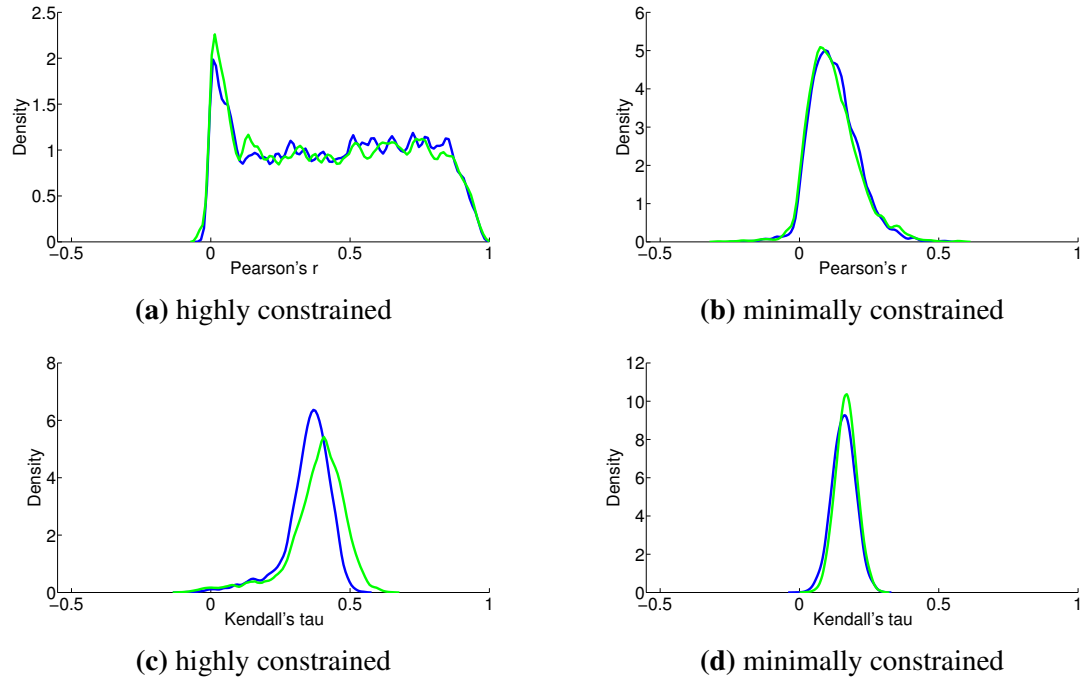 2.5
2
1.5
1
0.5
0
Density
−0.5 0 0.5 1
Pearson's r
(a) highly constrained
6
5
4
3
2
1
0
Density
−0.5 0 0.5 1
Pearson's r
(b) minimally constrained
8
6
4
2
0
Density
−0.5 0 0.5 1
Kendall's tau
(c) highly constrained
12
10
8
6
4
2
0
Density
−0.5 0 0.5 1
Kendall's tau
(d) minimally constrained